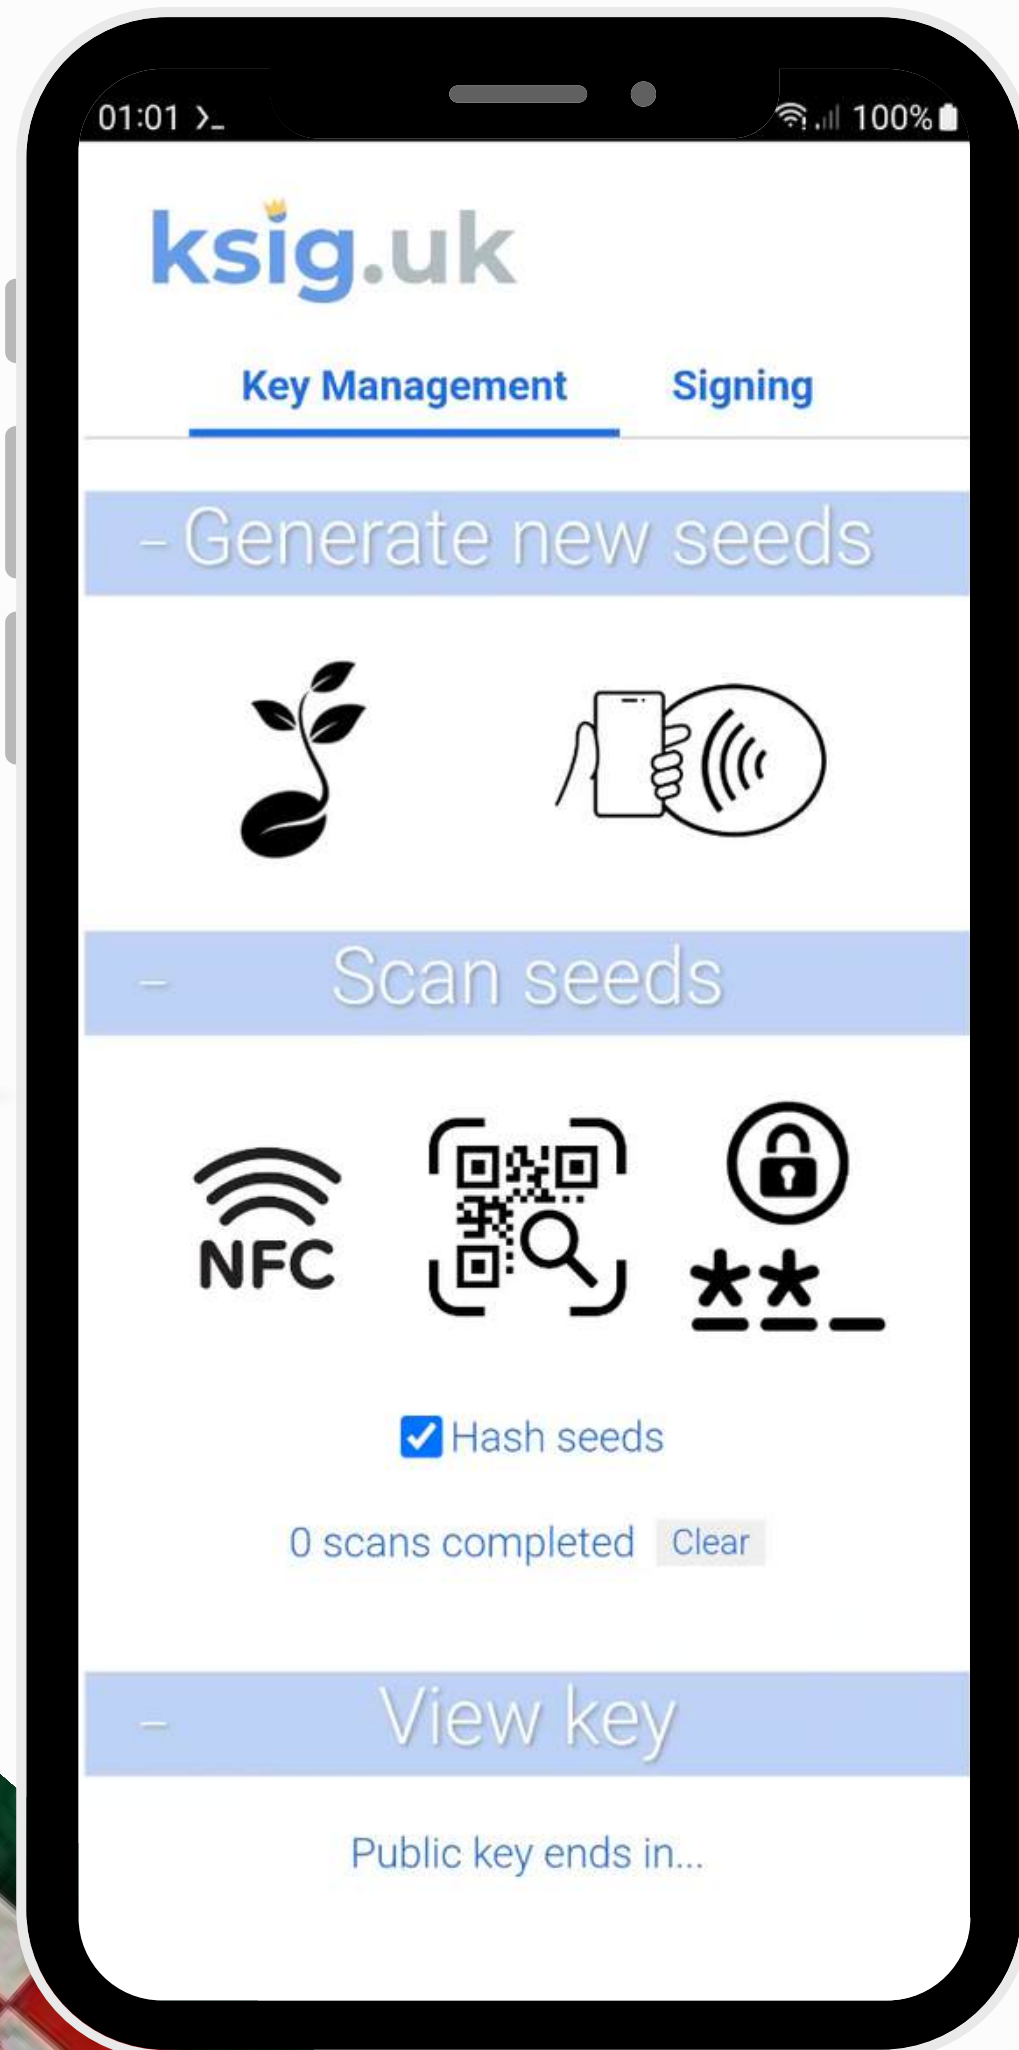 01:01 >_ 100%
ksig.uk
Key Management Signing
– Generate new seeds
– Scan seeds
NFC
**_
Hash seeds
0 scans completed Clear
– View key
Public key ends in...